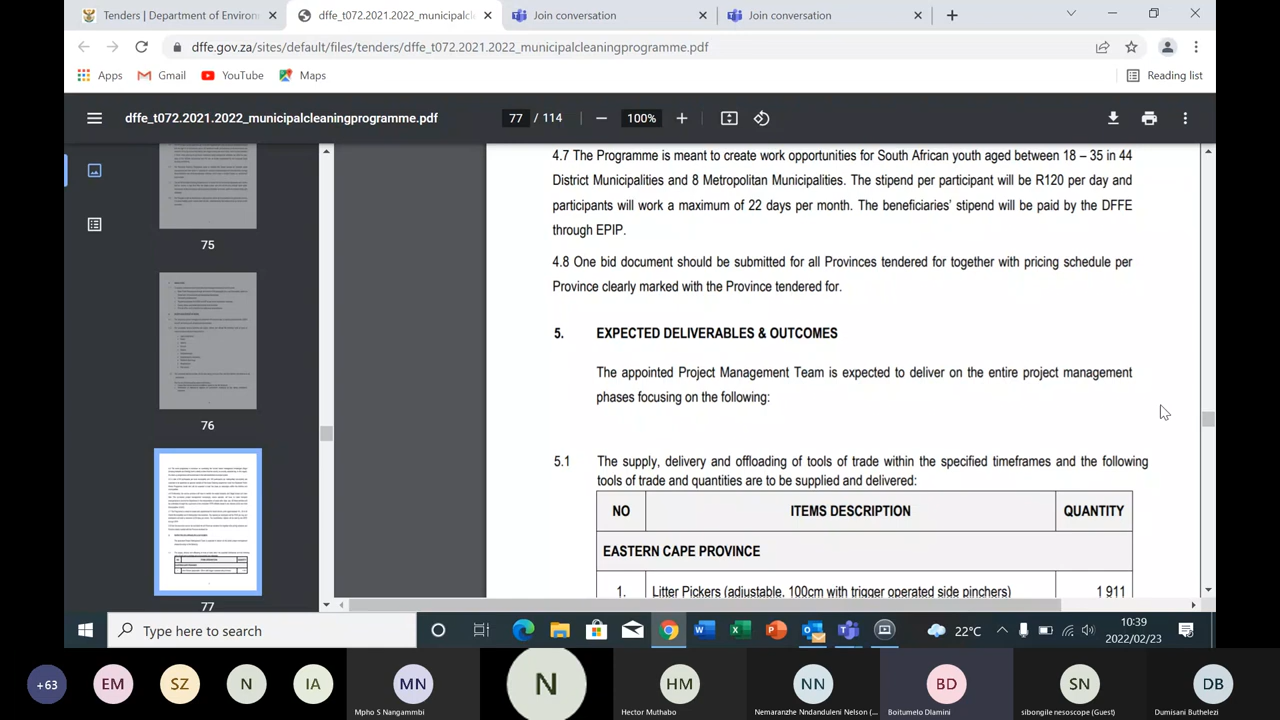 Tenders | Department of Environ
dffe_t072.2021.2022_municipalcl
Join conversation
Join conversation
dffe.gov.za/sites/default/files/tenders/dffe_t072.2021.2022_municipalcleaningprogramme.pdf
Apps
Gmail
YouTube
Maps
Reading list
dffe_t072.2021.2022_municipalcleaningprogramme.pdf
77 / 114
100%
75
76
77
4.7 The Programme is meant to create work opportunities for South African youth aged between 18 – 35 in 44
District Municipalities and 8 Metropolitan Municipalities. The stipend per participant will be R120 per day and
participants will work a maximum of 22 days per month. The beneficiaries' stipend will be paid by the DFFE
through EPIP.
4.8 One bid document should be submitted for all Provinces tendered for together with pricing schedule per
Province clearly marked with the Province tendered for.
5. EXPECTED DELIVERABLES & OUTCOMES
The appointed Project Management Team is expected to deliver on the entire project management
phases focusing on the following:
5.1 The supply, delivery and offloading of tools of trade within the specified timeframes and the following
tools of trade and quantities are to be supplied and delivered:
NO ITEMS DESCRIPTION QUANTITY
EASTERN CAPE PROVINCE
1. Litter Pickers (adjustable, 100cm with trigger operated side pinchers) 1 911
Type here to search
22°C
10:39
2022/02/23
+63
EM
SZ
N
IA
MN
Mpho S Nangammbi
N
HM
Hector Muthabo
NN
Nemaranzhe Ndanduleni Nelson (...
BD
Boitumelo Dlamini
SN
sibongile nesoscope (Guest)
DB
Dumisani Buthelezi